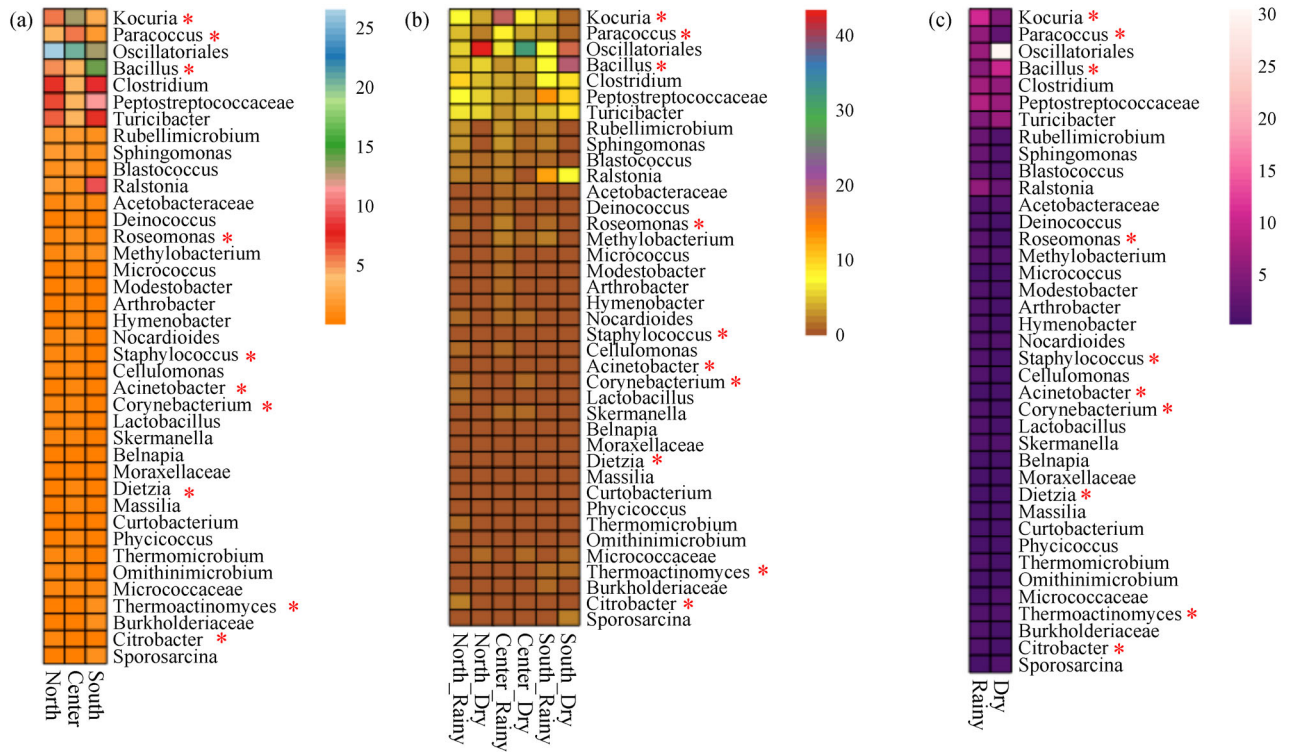 (a)
Kocuria *
Paracoccus *
Oscillatoriales
Bacillus *
Clostridium
Peptostreptococcaceae
Turicibacter
Rubellimicrobium
Sphingomonas
Blastococcus
Ralstonia
Acetobacteraceae
Deinococcus
Roseomonas *
Methylobacterium
Micrococcus
Modestobacter
Arthrobacter
Hymenobacter
Nocardioides
Staphylococcus *
Cellulomonas
Acinetobacter *
Corynebacterium *
Lactobacillus
Skermanella
Belnapia
Moraxellaceae
Dietzia *
Massilia
Curtobacterium
Phycicoccus
Thermomicrobium
Omithinimicrobium
Micrococcaceae
Thermoactinomyces *
Burkholderiaceae
Citrobacter *
Sporosarcina
North
Center
South
25
20
15
10
5
(b)
Kocuria *
Paracoccus *
Oscillatoriales
Bacillus *
Clostridium
Peptostreptococcaceae
Turicibacter
Rubellimicrobium
Sphingomonas
Blastococcus
Ralstonia
Acetobacteraceae
Deinococcus
Roseomonas *
Methylobacterium
Micrococcus
Modestobacter
Arthrobacter
Hymenobacter
Nocardioides
Staphylococcus *
Cellulomonas
Acinetobacter *
Corynebacterium *
Lactobacillus
Skermanella
Belnapia
Moraxellaceae
Dietzia *
Massilia
Curtobacterium
Phycicoccus
Thermomicrobium
Omithinimicrobium
Micrococcaceae
Thermoactinomyces *
Burkholderiaceae
Citrobacter *
Sporosarcina
North_Rainy
North_Dry
Center_Rainy
Center_Dry
South_Rainy
South_Dry
40
30
20
10
0
(c)
Kocuria *
Paracoccus *
Oscillatoriales
Bacillus *
Clostridium
Peptostreptococcaceae
Turicibacter
Rubellimicrobium
Sphingomonas
Blastococcus
Ralstonia
Acetobacteraceae
Deinococcus
Roseomonas *
Methylobacterium
Micrococcus
Modestobacter
Arthrobacter
Hymenobacter
Nocardioides
Staphylococcus *
Cellulomonas
Acinetobacter *
Corynebacterium *
Lactobacillus
Skermanella
Belnapia
Moraxellaceae
Dietzia *
Massilia
Curtobacterium
Phycicoccus
Thermomicrobium
Omithinimicrobium
Micrococcaceae
Thermoactinomyces *
Burkholderiaceae
Citrobacter *
Sporosarcina
Rainy
Dry
30
25
20
15
10
5